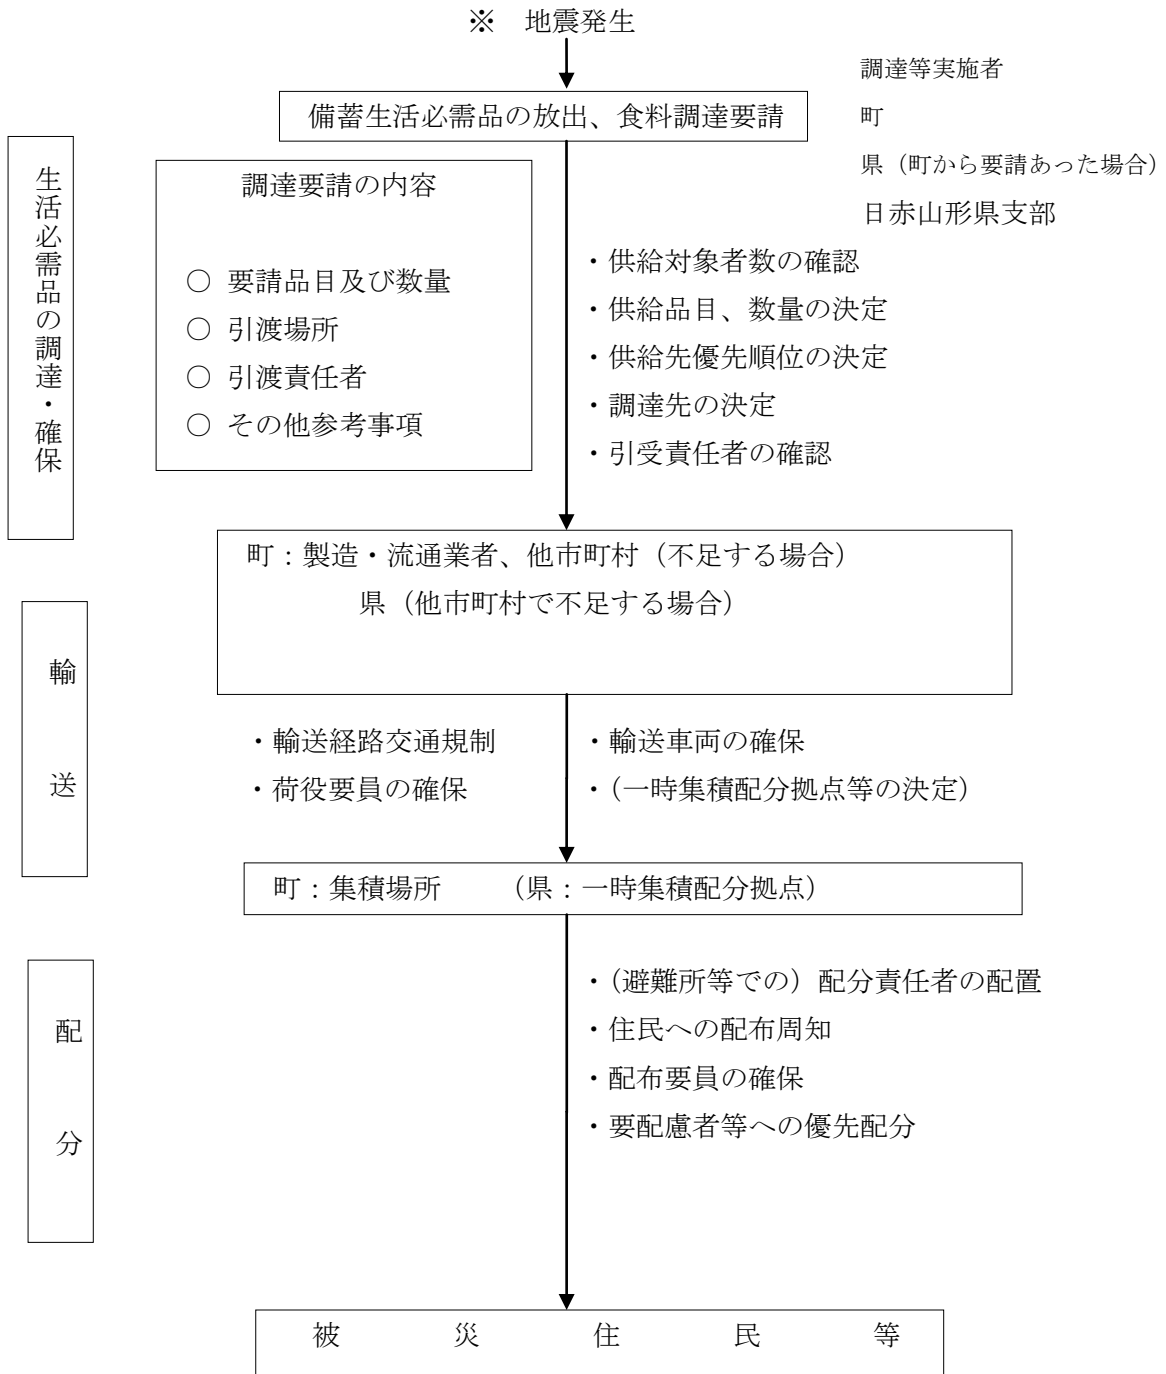 ※　地震発生
調達等実施者
備蓄生活必需品の放出、食料調達要請
町
県（町から要請あった場合）
日赤山形県支部
生活必需品の調達・確保
調達要請の内容
○ 要請品目及び数量
○ 引渡場所
○ 引渡責任者
○ その他参考事項
・供給対象者数の確認
・供給品目、数量の決定
・供給先優先順位の決定
・調達先の決定
・引受責任者の確認
町：製造・流通業者、他市町村（不足する場合）
県（他市町村で不足する場合）
輸送
・輸送経路交通規制
・荷役要員の確保
・輸送車両の確保
・（一時集積配分拠点等の決定）
町：集積場所　　（県：一時集積配分拠点）
配分
・（避難所等での）配分責任者の配置
・住民への配布周知
・配布要員の確保
・要配慮者等への優先配分
被　災　住　民　等